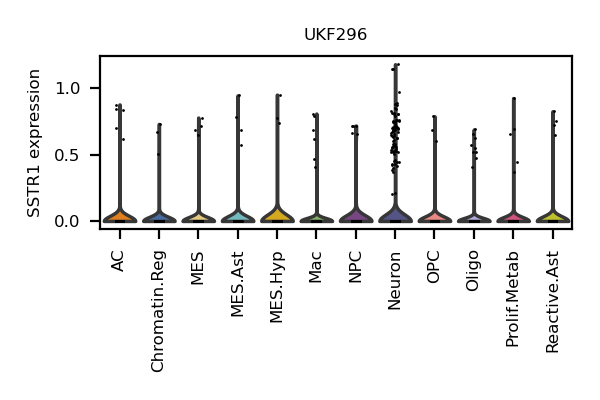 UKF296
SSTR1 expression
1.0
0.5
0.0
AC
Chromatin.Reg
MES
MES.Ast
MES.Hyp
Mac
NPC
Neuron
OPC
Oligo
Prolif.Metab
Reactive.Ast